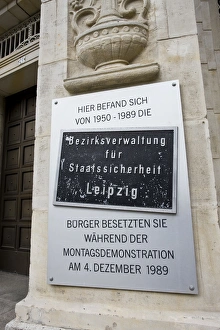 HIER BEFAND SICH
VON 1950 - 1989 DIE
Bezirksverwaltung
für
Staatssicherheit
Leipzig
BÜRGER BESETZTEN SIE
WÄHREND DER
MONTAGSDEMONSTRATION
AM 4. DEZEMBER 1989